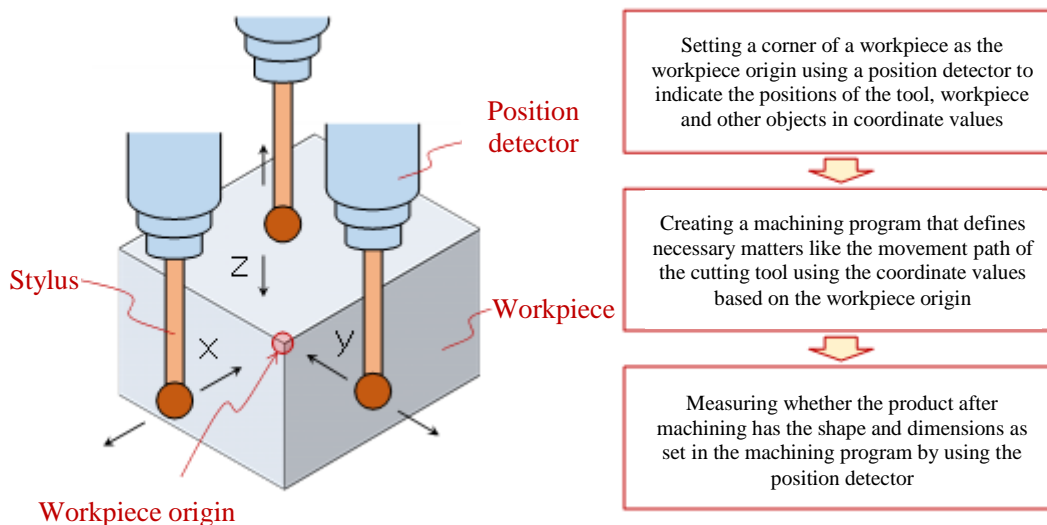 Position
detector
Stylus
Z
Workpiece
x
y
Workpiece origin
Setting a corner of a workpiece as the
workpiece origin using a position detector to
indicate the positions of the tool, workpiece
and other objects in coordinate values
Creating a machining program that defines
necessary matters like the movement path of
the cutting tool using the coordinate values
based on the workpiece origin
Measuring whether the product after
machining has the shape and dimensions as
set in the machining program by using the
position detector